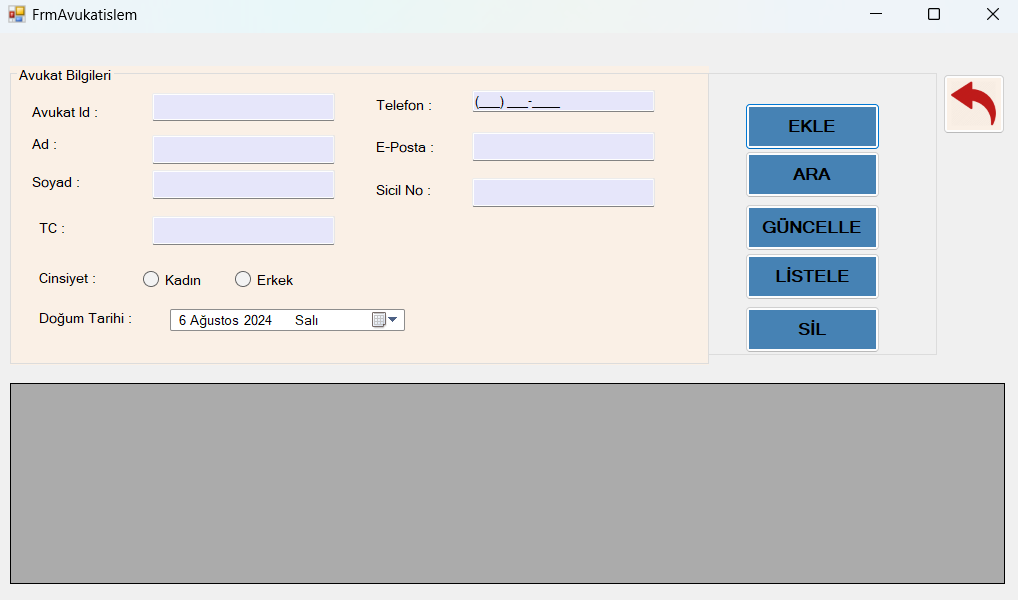 FrmAvukatislem
Avukat Bilgileri
Avukat Id :
Ad :
Soyad :
TC :
Cinsiyet :
Kadın
Erkek
Doğum Tarihi :
6 Ağustos 2024 Salı
Telefon :
(___) ___-____
E-Posta :
Sicil No :
EKLE
ARA
GÜNCELLE
LİSTELE
SİL